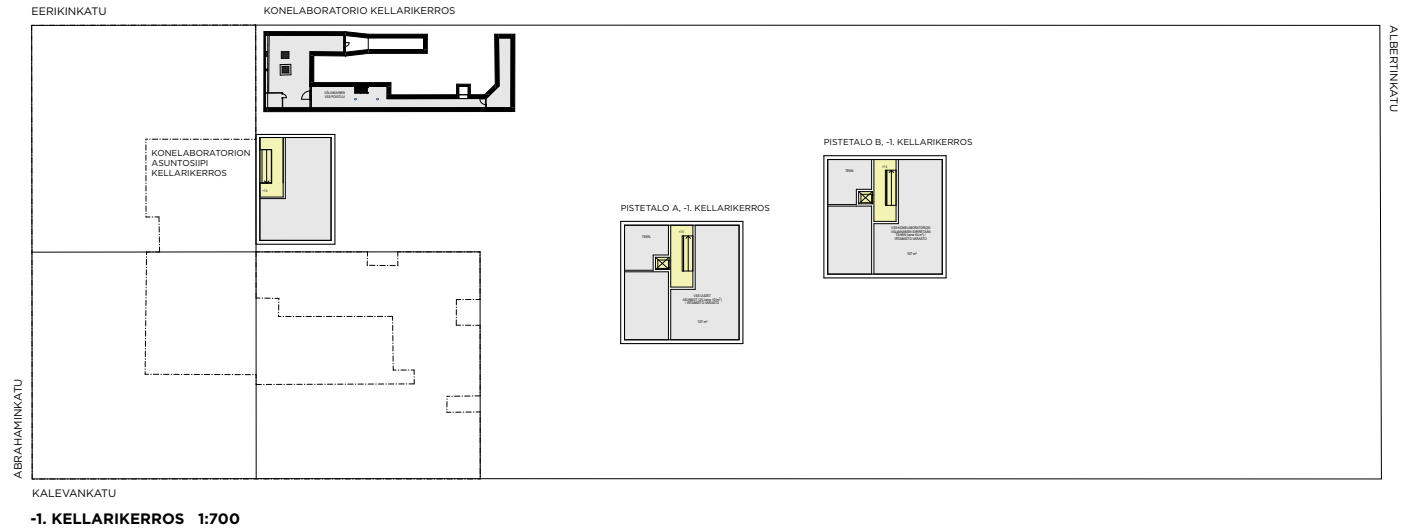 EERIKINKATU
KONELABORATORIO KELLARIKERROS
ALBERTINKATU
KONELABORATORION
ASUNTOSIIPI
KELLARIKERROS
PISTETALO B, -1. KELLARIKERROS
PISTETALO A, -1. KELLARIKERROS
ABRAHAMINKATU
KALEVANKATU
-1. KELLARIKERROS 1:700